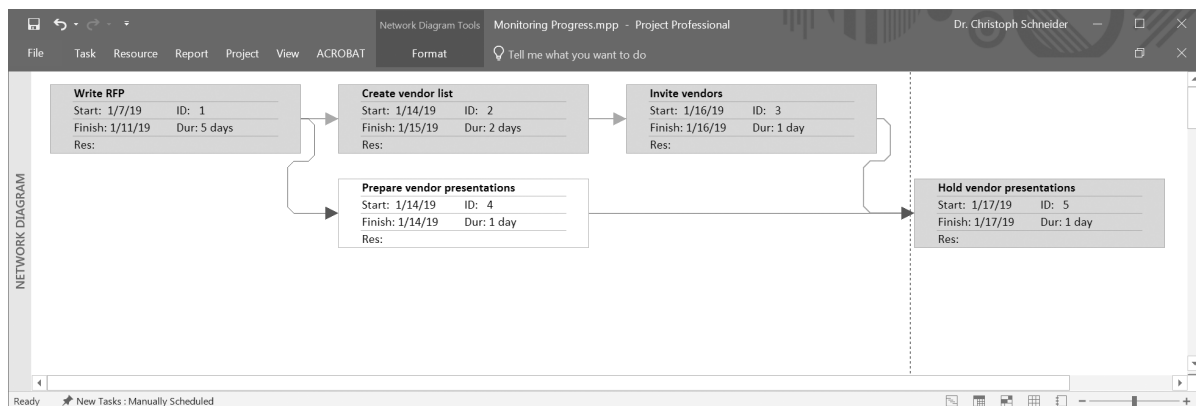 Network Diagram Tools Monitoring Progress.mpp - Project Professional Dr. Christoph Schneider
File Task Resource Report Project View ACROBAT Format Tell me what you want to do
NETWORK DIAGRAM
Write RFP
Start: 1/7/19 ID: 1
Finish: 1/11/19 Dur: 5 days
Res:
Create vendor list
Start: 1/14/19 ID: 2
Finish: 1/15/19 Dur: 2 days
Res:
Invite vendors
Start: 1/16/19 ID: 3
Finish: 1/16/19 Dur: 1 day
Res:
Prepare vendor presentations
Start: 1/14/19 ID: 4
Finish: 1/14/19 Dur: 1 day
Res:
Hold vendor presentations
Start: 1/17/19 ID: 5
Finish: 1/17/19 Dur: 1 day
Res:
Ready New Tasks : Manually Scheduled